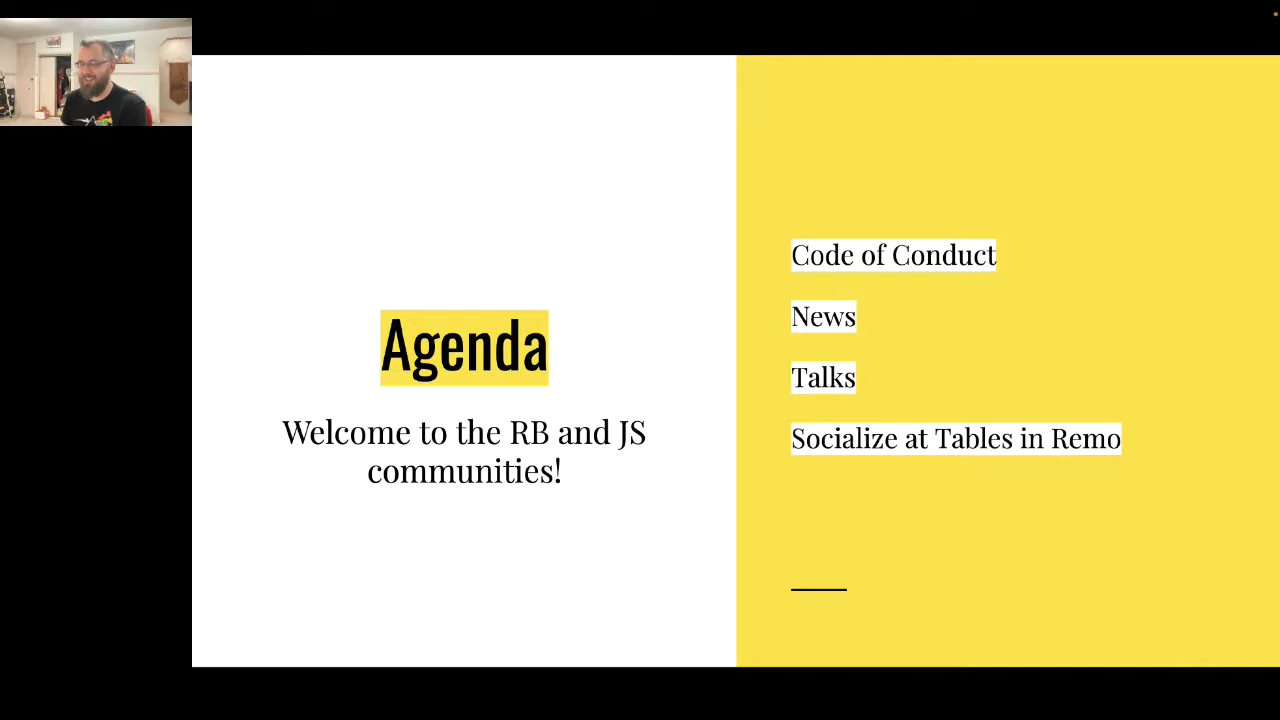 Agenda
Welcome to the RB and JS
communities!
Code of Conduct
News
Talks
Socialize at Tables in Remo